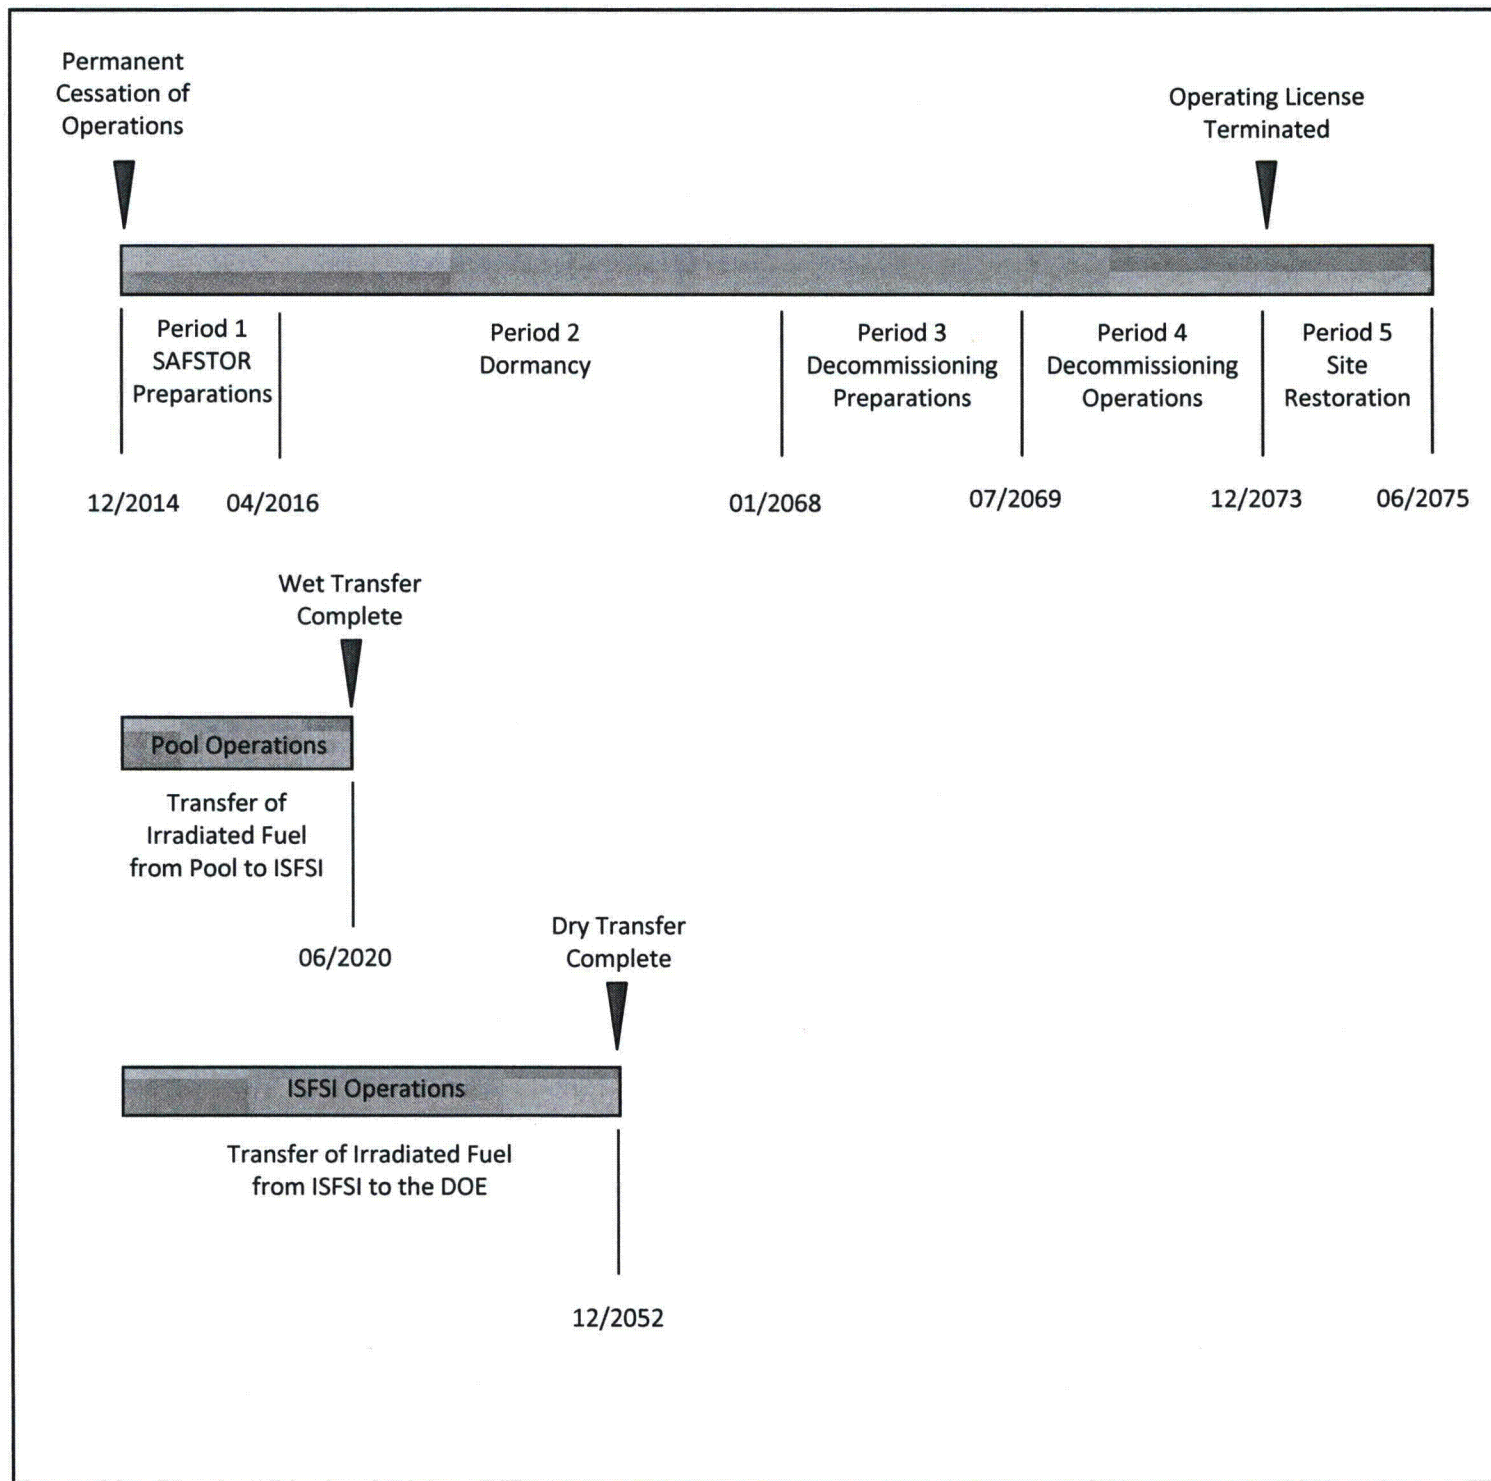 Permanent
Cessation of
Operations
Operating License
Terminated
Period 1
SAFSTOR
Preparations
Period 2
Dormancy
Period 3
Decommissioning
Preparations
Period 4
Decommissioning
Operations
Period 5
Site
Restoration
12/2014
04/2016
01/2068
07/2069
12/2073
06/2075
Wet Transfer
Complete
Pool Operations
Transfer of
Irradiated Fuel
from Pool to ISFSI
06/2020
Dry Transfer
Complete
ISFSI Operations
Transfer of Irradiated Fuel
from ISFSI to the DOE
12/2052